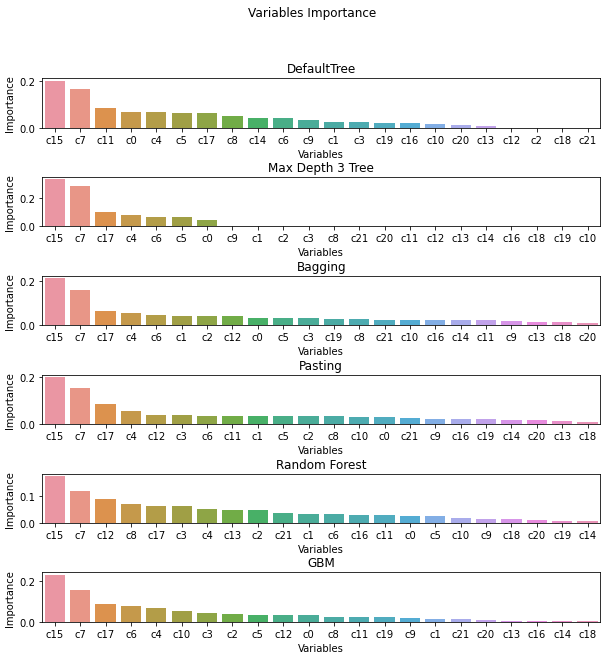 Variables Importance
DefaultTree
0.2
0.0
Importance
c15 c7 c11 c0 c4 c5 c17 c8 c14 c6 c9 c1 c3 c19 c16 c10 c20 c13 c12 c2 c18 c21
Variables
Max Depth 3 Tree
0.2
0.0
Importance
c15 c7 c17 c4 c6 c5 c0 c9 c1 c2 c3 c8 c21 c20 c11 c12 c13 c14 c16 c18 c19 c10
Variables
Bagging
0.2
0.0
Importance
c15 c7 c17 c4 c6 c1 c2 c12 c0 c5 c3 c19 c8 c21 c10 c16 c14 c11 c9 c13 c18 c20
Variables
Pasting
0.2
0.0
Importance
c15 c7 c17 c4 c12 c3 c6 c11 c1 c5 c2 c8 c10 c0 c21 c9 c16 c19 c14 c20 c13 c18
Variables
Random Forest
0.1
0.0
Importance
c15 c7 c12 c8 c17 c3 c4 c13 c2 c21 c1 c6 c16 c11 c0 c5 c10 c9 c18 c20 c19 c14
Variables
GBM
0.2
0.0
Importance
c15 c7 c17 c6 c4 c10 c3 c2 c5 c12 c0 c8 c11 c19 c9 c1 c21 c20 c13 c16 c14 c18
Variables